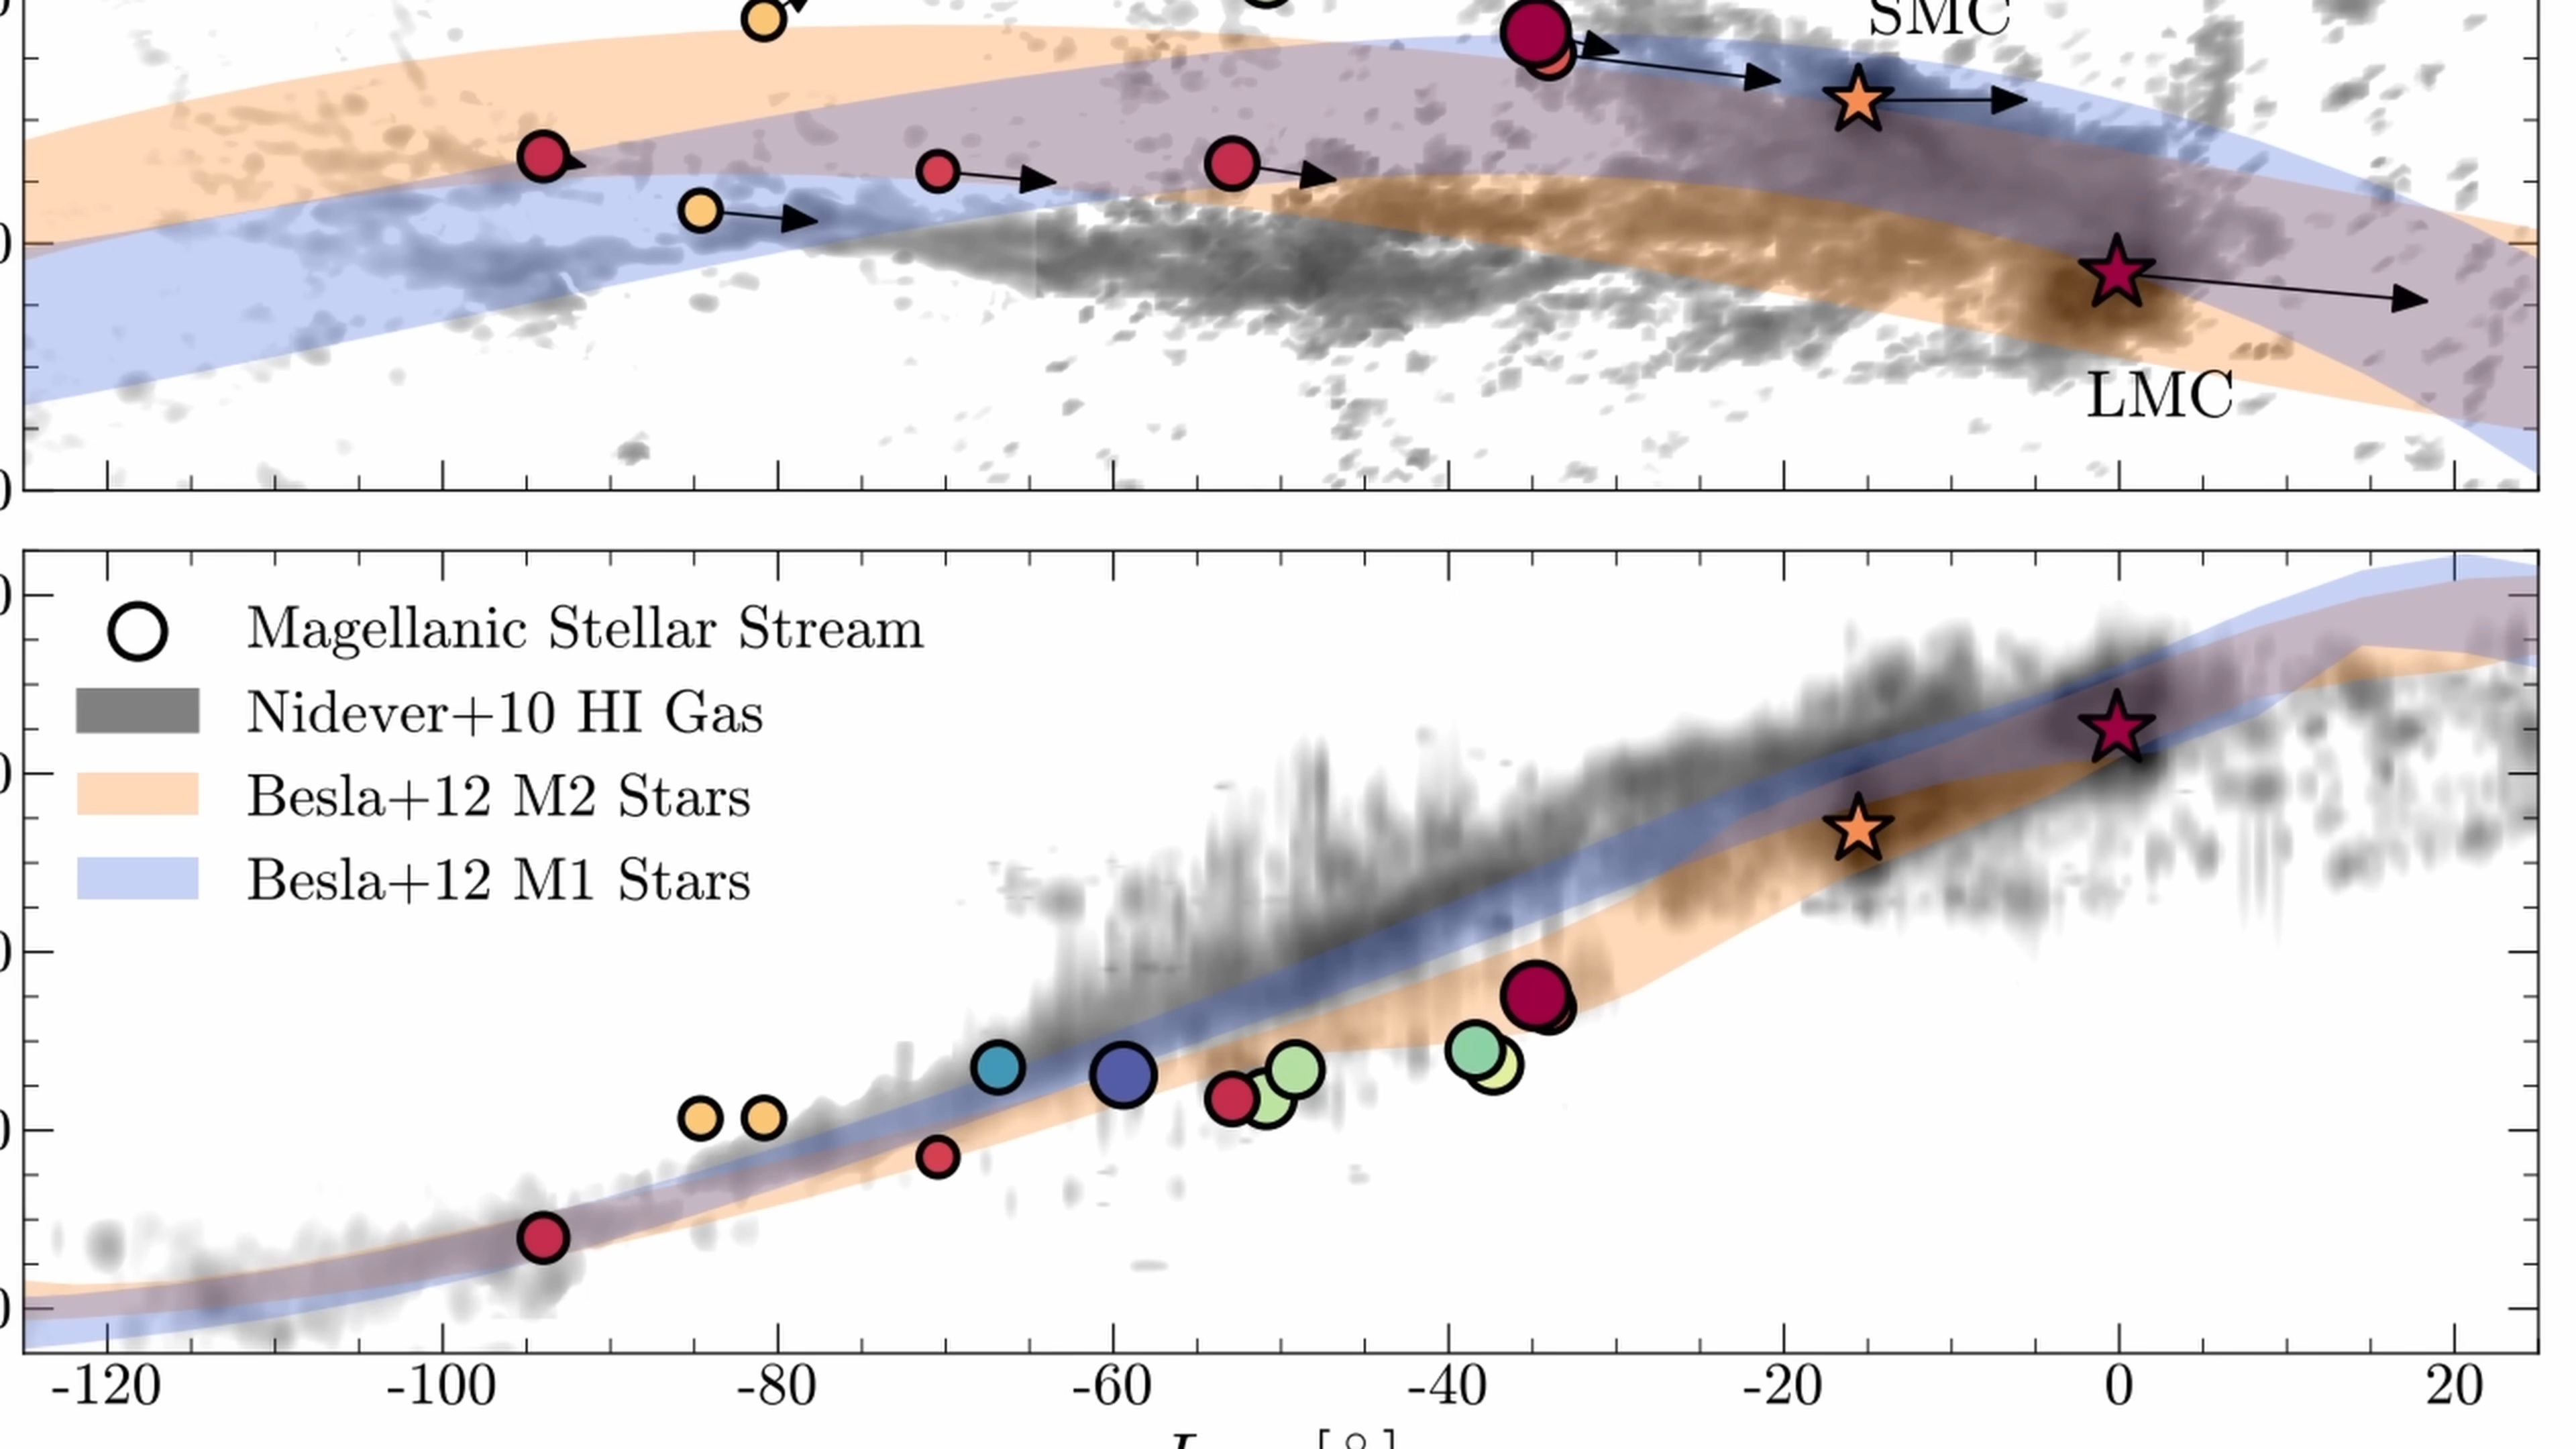 SMC
LMC
Magellanic Stellar Stream
Nidever+10 HI Gas
Besla+12 M2 Stars
Besla+12 M1 Stars
-120 -100 -80 -60 -40 -20 0 20